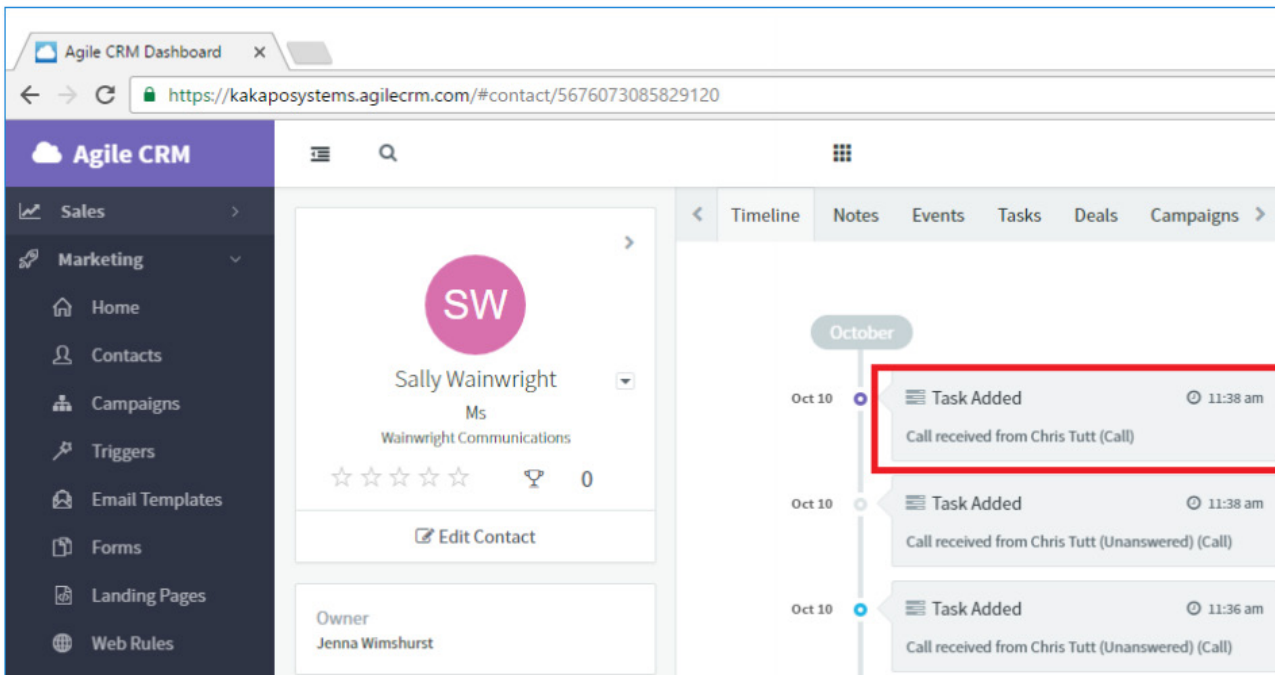 Agile CRM Dashboard
https://kakaposystems.agilecrm.com/#contact/5676073085829120
Agile CRM
Sales
Marketing
Home
Contacts
Campaigns
Triggers
Email Templates
Forms
Landing Pages
Web Rules
SW
Sally Wainwright
Ms
Wainwright Communications
0
Edit Contact
Owner
Jenna Wimshurst
Timeline Notes Events Tasks Deals Campaigns
October
Oct 10 Task Added 11:38 am
Call received from Chris Tutt (Call)
Oct 10 Task Added 11:38 am
Call received from Chris Tutt (Unanswered) (Call)
Oct 10 Task Added 11:36 am
Call received from Chris Tutt (Unanswered) (Call)